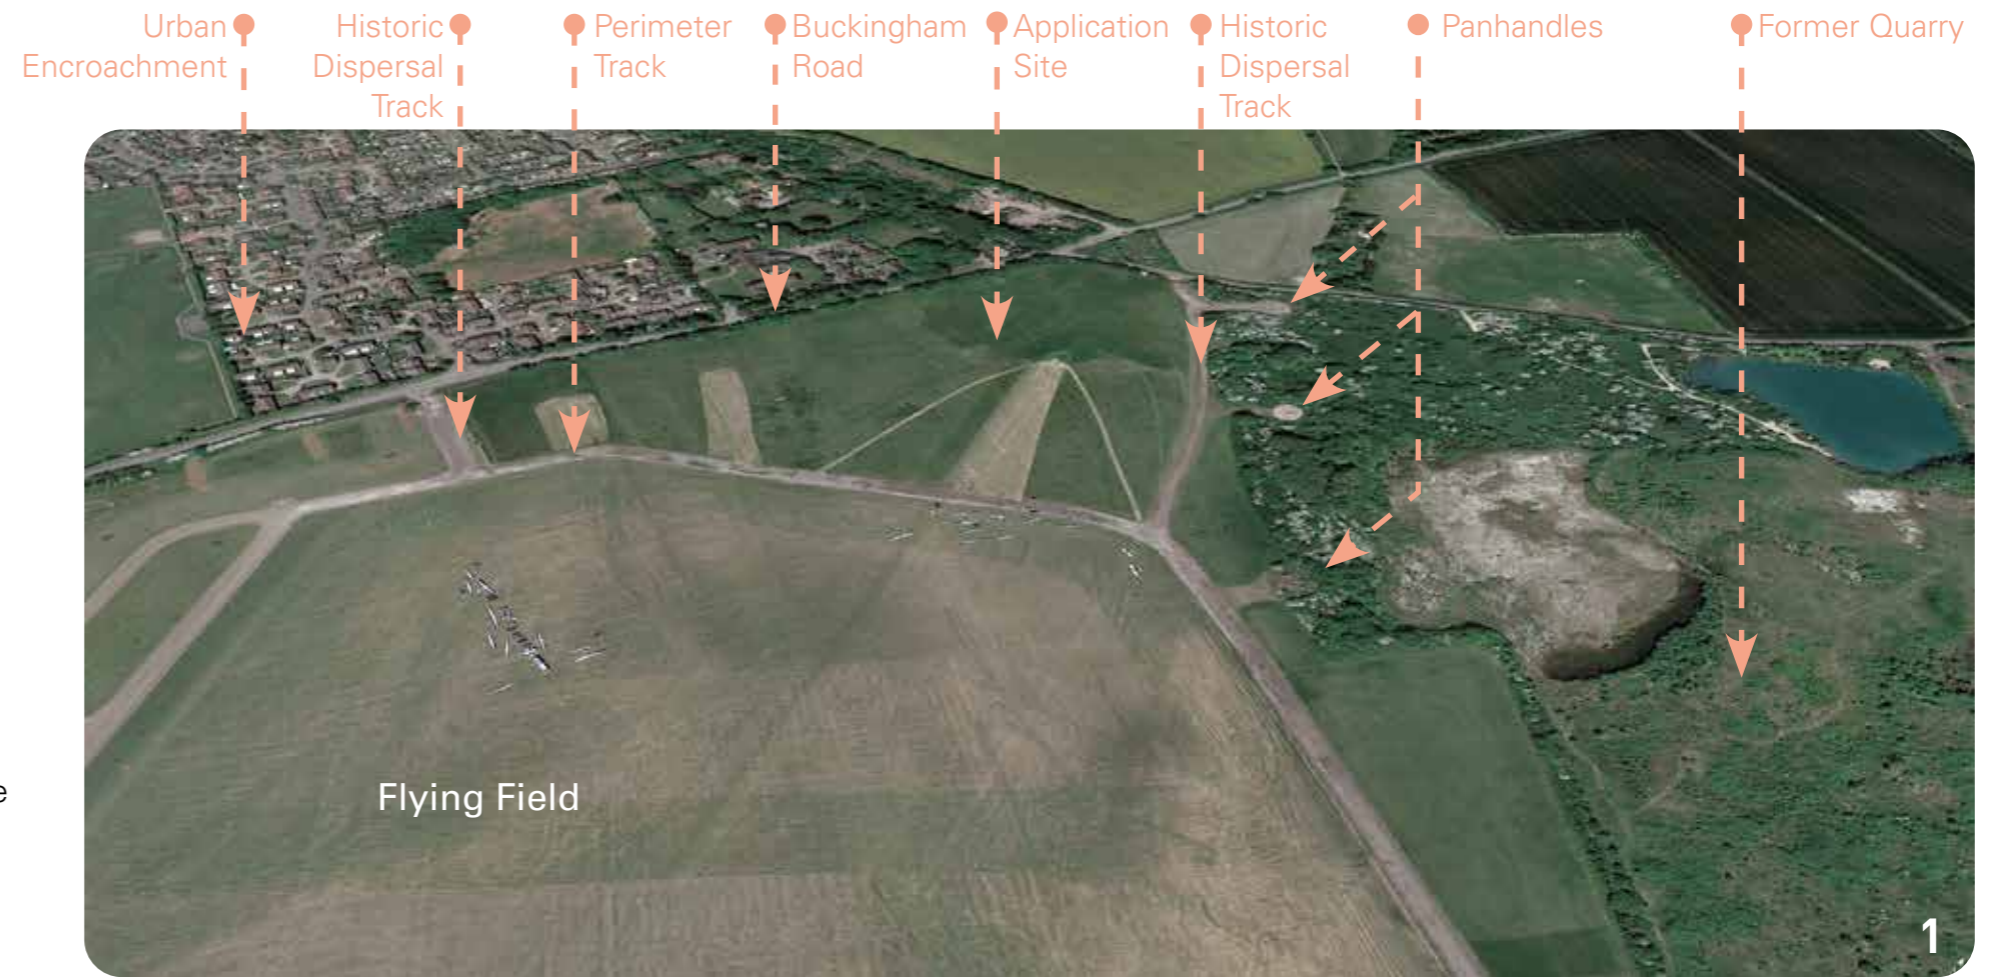 Urban
Encroachment
Historic
Dispersal
Track
Perimeter
Track
Buckingham
Road
Application
Site
Historic
Dispersal
Track
Panhandles
Former Quarry
Flying Field
e
1